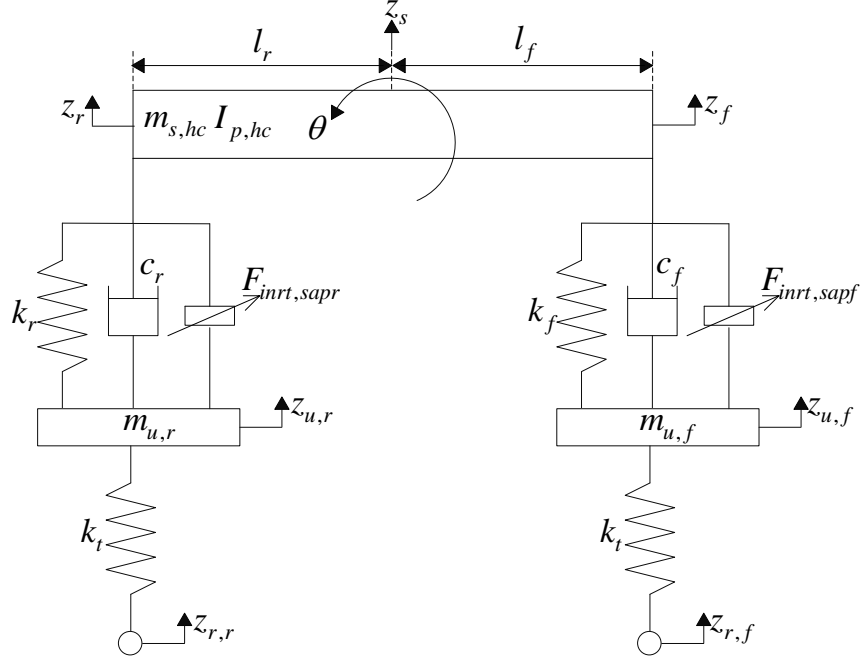 z_s
l_r l_f
z_r m_{s,hc} I_{p,hc} θ z_f
c_r F_{inrt,sapr} c_f F_{inrt,sapf}
k_r k_f
m_{u,r} z_{u,r} m_{u,f} z_{u,f}
k_t k_t
z_{r,r} z_{r,f}